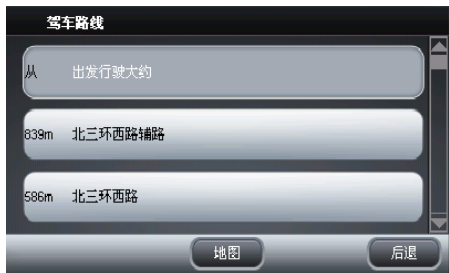 驾车路线
从 出发行驶大约
839m 北三环西路辅路
586m 北三环西路
地图 后退